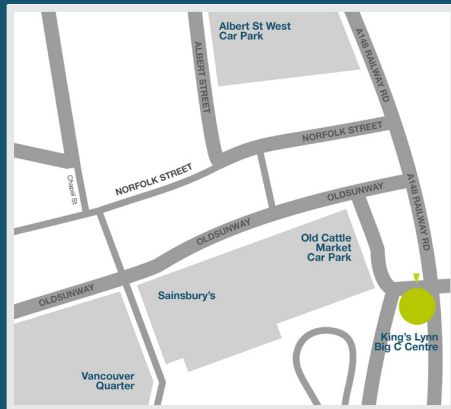 Albert St West
Car Park
A148 RAILWAY RD
ALBERT STREET
NORFOLK STREET
Chapel St
NORFOLK STREET
OLDSUNWAY
OLDSUNWAY
A148 RAILWAY RD
Old Cattle
Market
Car Park
OLDSUNWAY
Sainsbury's
King's Lynn
Big C Centre
Vancouver
Quarter